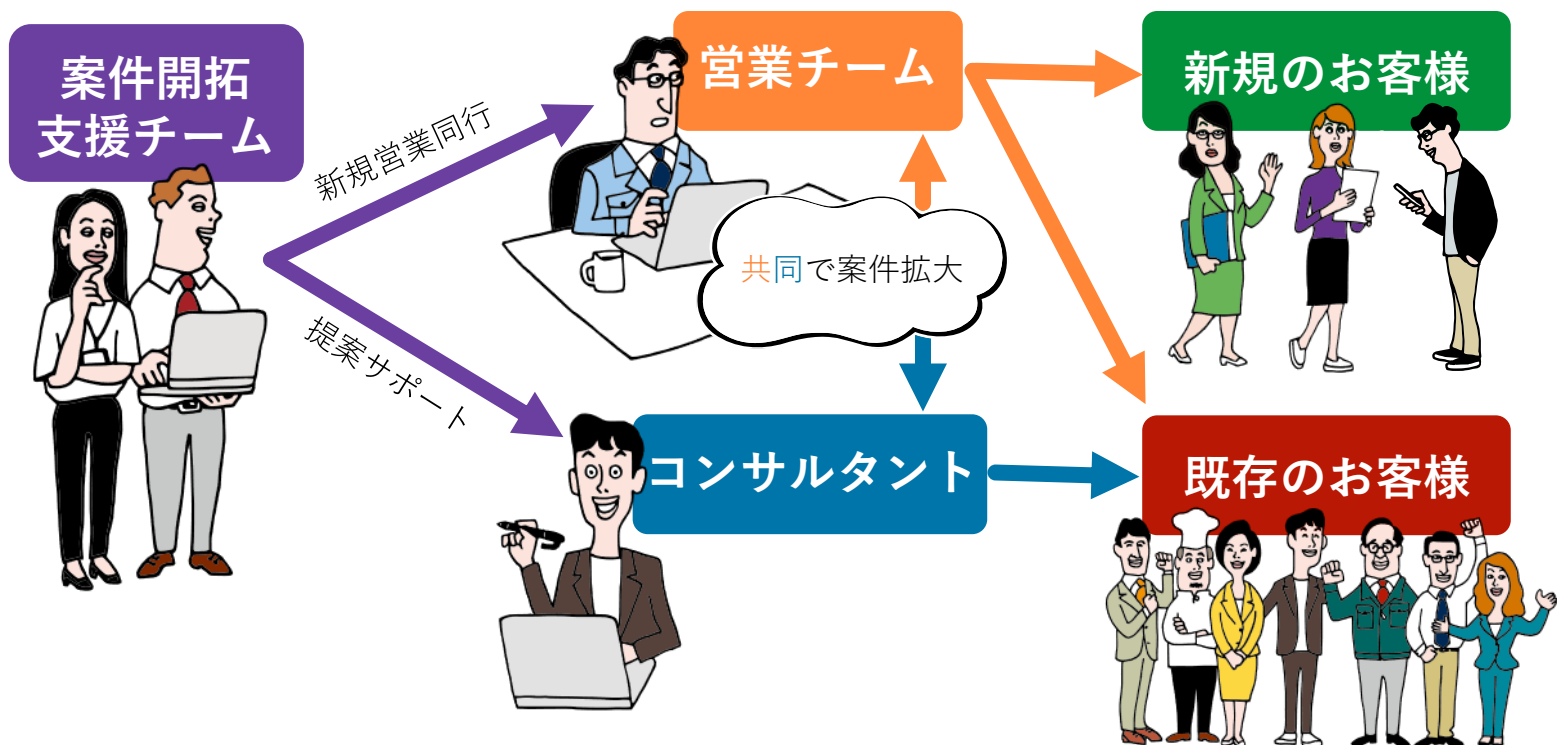 案件開拓
支援チーム
新規営業同行
提案サポート
営業チーム
共同で案件拡大
コンサルタント
新規のお客様
既存のお客様